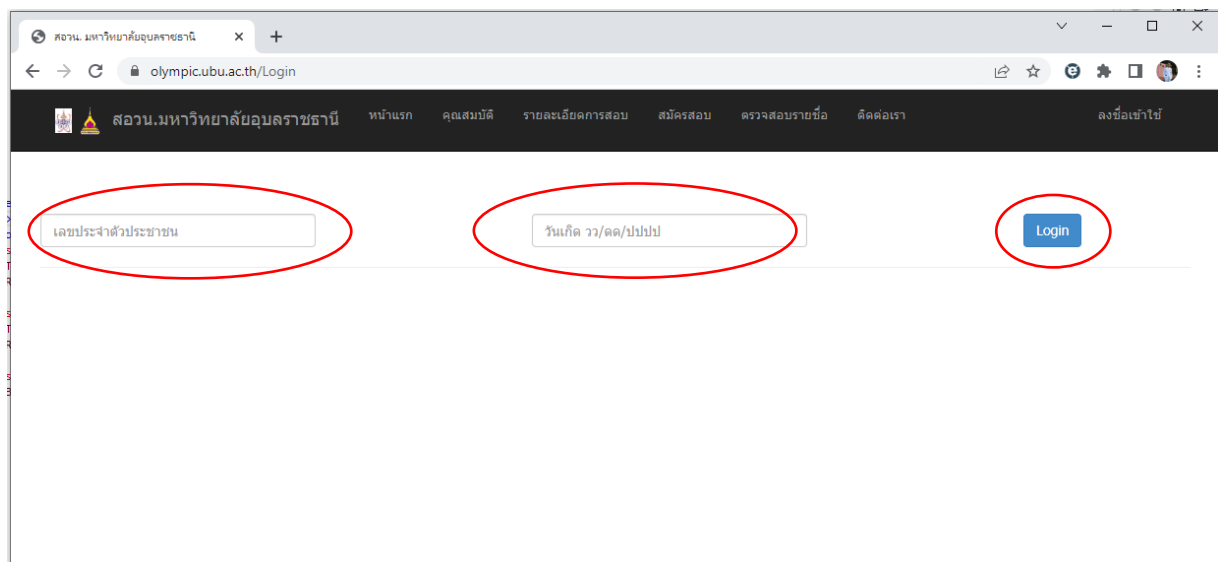 สอวน. มหาวิทยาลัยอุบลราชธานี
olympic.ubu.ac.th/Login
สอวน.มหาวิทยาลัยอุบลราชธานี หน้าแรก คุณสมบัติ รายละเอียดการสอบ สมัครสอบ ตรวจสอบรายชื่อ ติดต่อเรา ลงชื่อเข้าใช้
เลขประจำตัวประชาชน วันเกิด วว/ดด/ปปปป Login